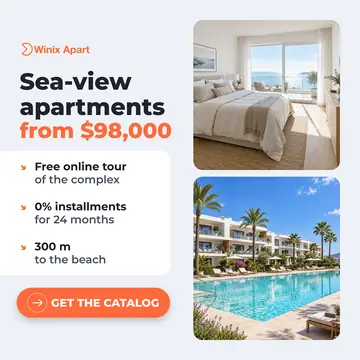 Winix Apart
Sea-view
apartments
from $98,000
Free online tour
of the complex
0% installments
for 24 months
300 m
to the beach
GET THE CATALOG